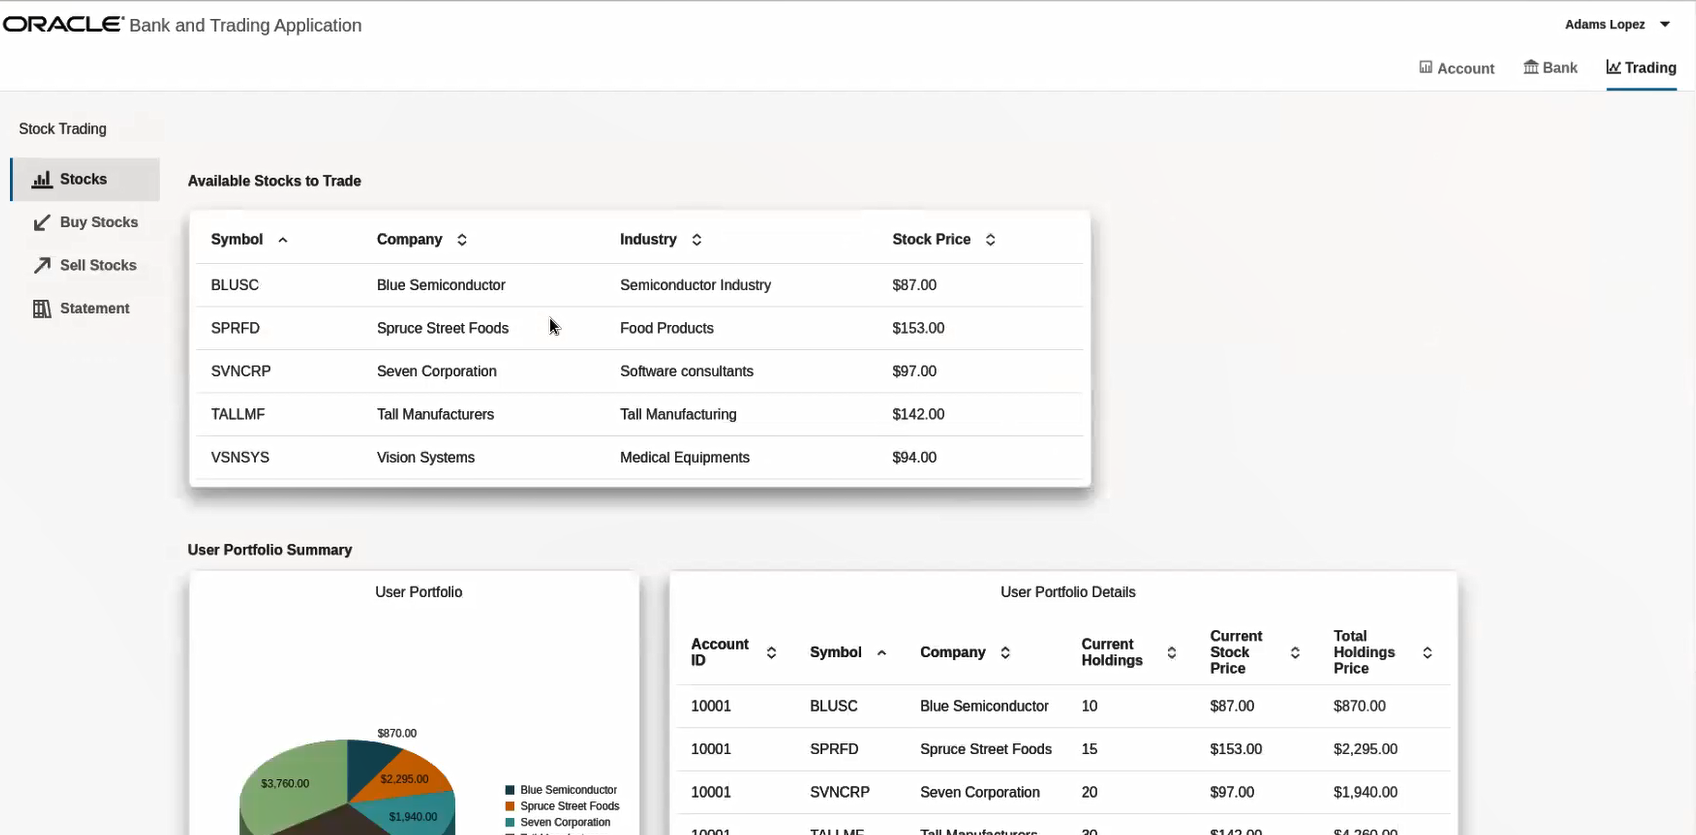 ORACLE Bank and Trading Application
Adams Lopez
Account Bank Trading
Stock Trading
Stocks
Buy Stocks
Sell Stocks
Statement
Available Stocks to Trade
Symbol Company Industry Stock Price
BLUSC Blue Semiconductor Semiconductor Industry $87.00
SPRFD Spruce Street Foods Food Products $153.00
SVNCRP Seven Corporation Software consultants $97.00
TALLMF Tall Manufacturers Tall Manufacturing $142.00
VSNSYS Vision Systems Medical Equipments $94.00
User Portfolio Summary
User Portfolio
$870.00
$3,760.00
$2,295.00
$1,940.00
Blue Semiconductor
Spruce Street Foods
Seven Corporation
User Portfolio Details
Account ID Symbol Company Current Holdings Current Stock Price Total Holdings Price
10001 BLUSC Blue Semiconductor 10 $87.00 $870.00
10001 SPRFD Spruce Street Foods 15 $153.00 $2,295.00
10001 SVNCRP Seven Corporation 20 $97.00 $1,940.00
10001 TALLMF Tall Manufacturers 30 $142.00 $4,260.00